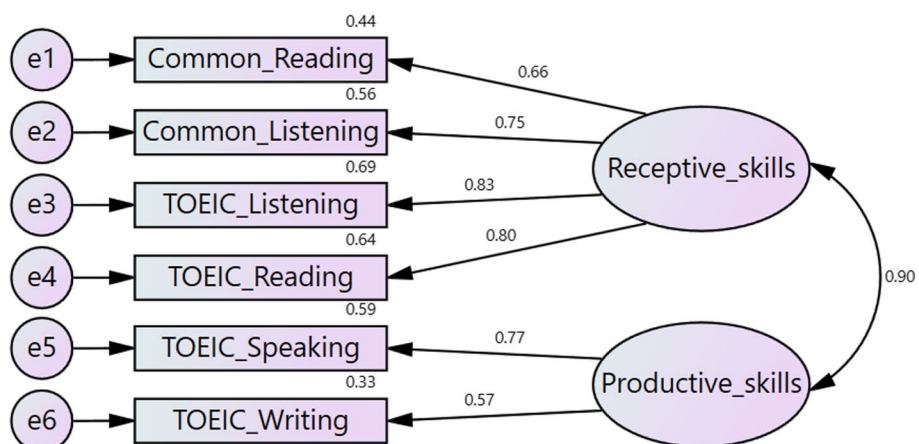 0.44
e1 Common_Reading 0.66
0.56
e2 Common_Listening 0.75
0.69
Receptive_skills
e3 TOEIC_Listening 0.83
0.64
0.80
e4 TOEIC_Reading
0.90
0.59
e5 TOEIC_Speaking 0.77
0.33
Productive_skills
e6 TOEIC_Writing 0.57